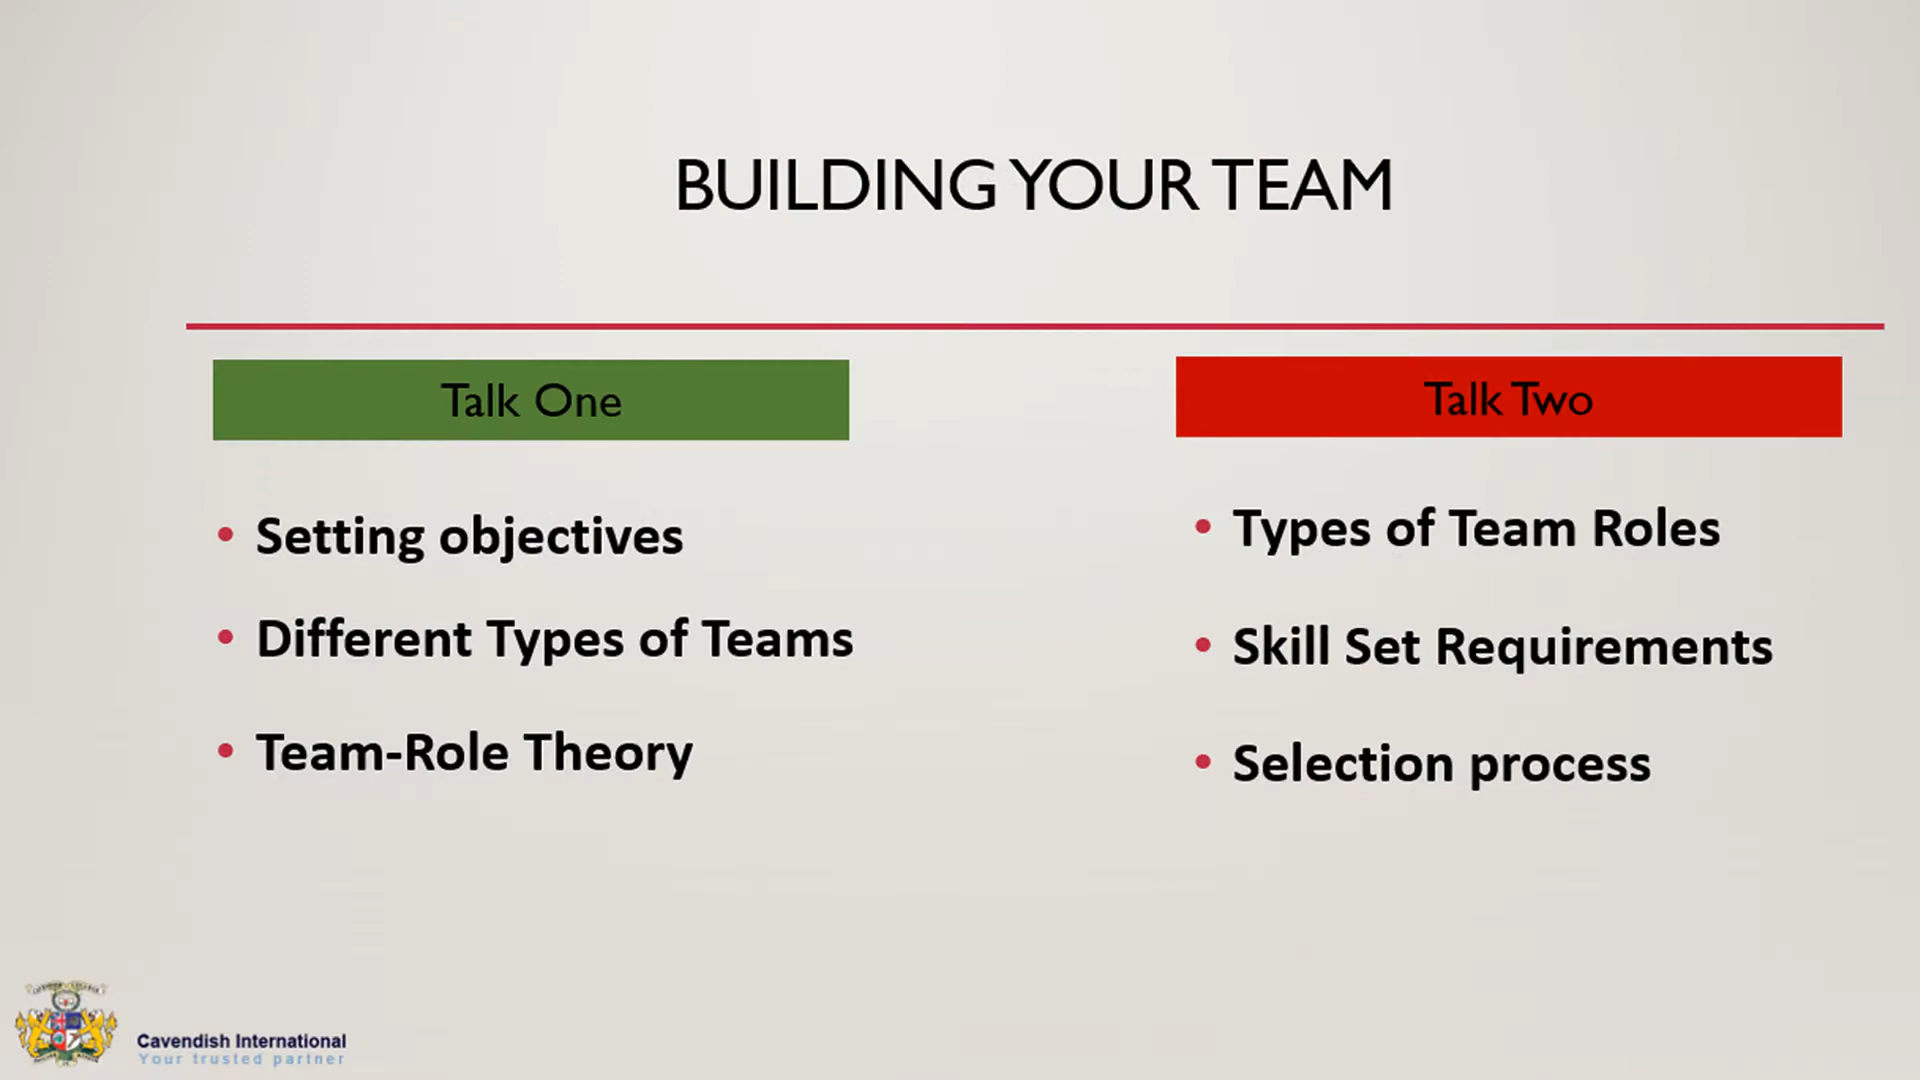 BUILDING YOUR TEAM
Talk One
• Setting objectives
• Different Types of Teams
• Team-Role Theory
Talk Two
• Types of Team Roles
• Skill Set Requirements
• Selection process
Cavendish International
Your trusted partner